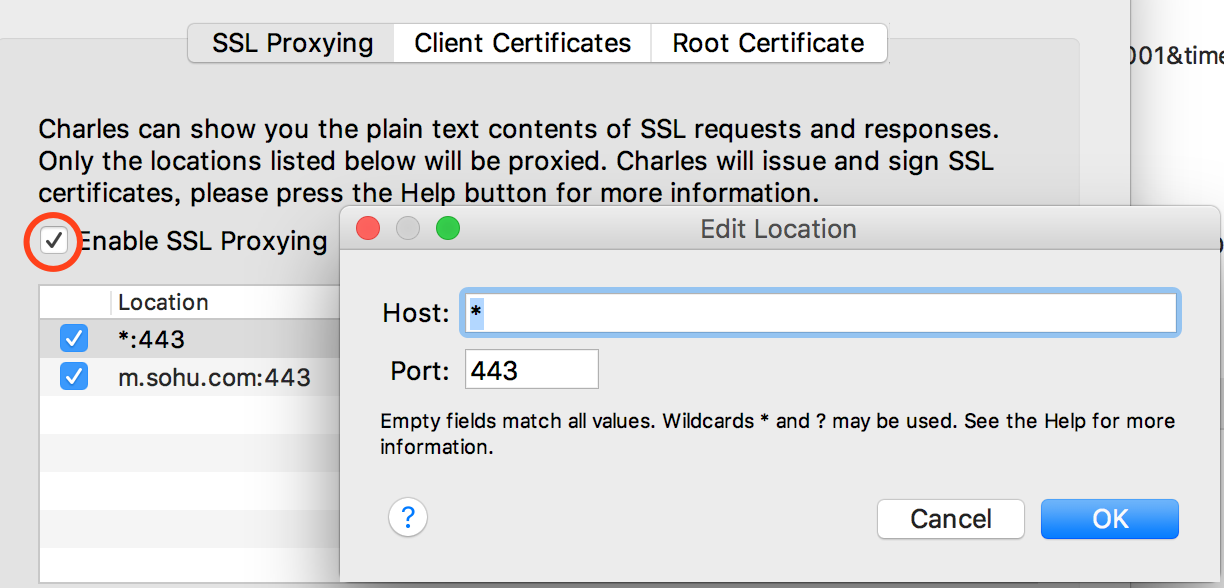 SSL Proxying Client Certificates Root Certificate
001&time
Charles can show you the plain text contents of SSL requests and responses.
Only the locations listed below will be proxied. Charles will issue and sign SSL
certificates, please press the Help button for more information.
Enable SSL Proxying
Edit Location
Location
*:443
m.sohu.com:443
Host: *
Port: 443
Empty fields match all values. Wildcards * and ? may be used. See the Help for more
information.
?
Cancel OK